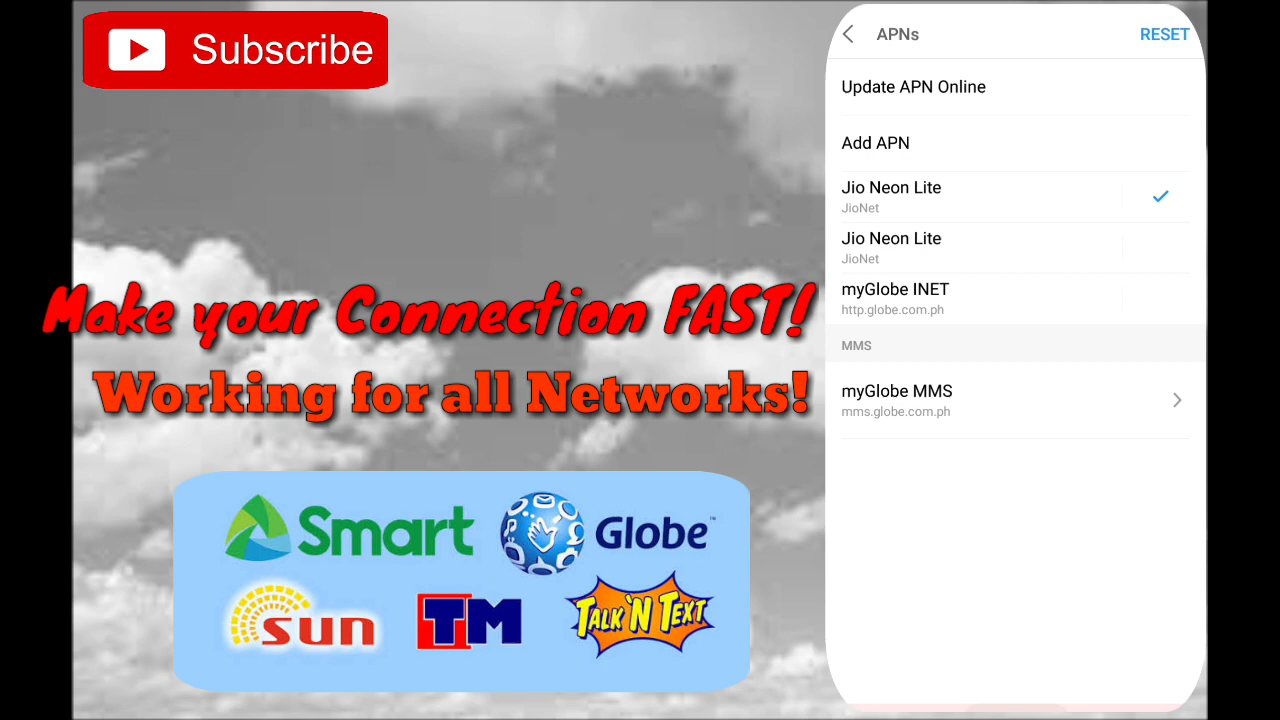 Subscribe
Make your Connection FAST!
Working for all Networks!
Smart
Globe™
sun
TM
TALK 'N TEXT
APNs
RESET
Update APN Online
Add APN
Jio Neon Lite
JioNet
Jio Neon Lite
JioNet
myGlobe INET
http.globe.com.ph
MMS
myGlobe MMS
mms.globe.com.ph